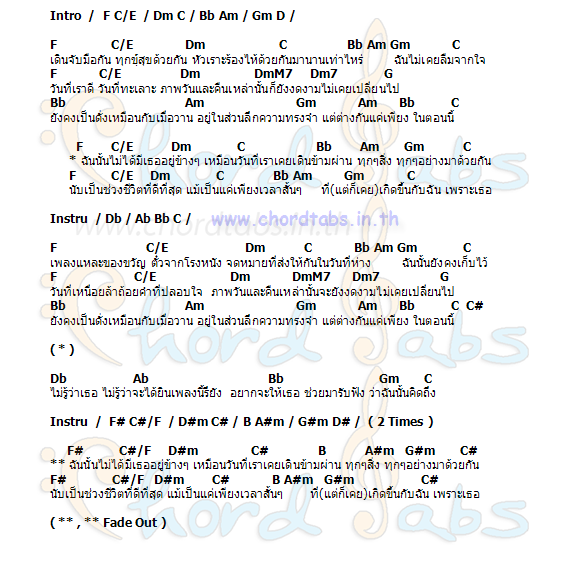 Intro / F C/E / Dm C / Bb Am / Gm D /
F C/E Dm C Bb Am Gm C
เดินจับมือกัน ทุกข์สุขด้วยกัน หัวเราะร้องไห้ด้วยกันมานานเท่าไหร่ ฉันไม่เคยลืมจากใจ
F C/E Dm DmM7 Dm7 G
วันที่เราดี วันที่ทะเลาะ ภาพวันและคืนเหล่านั้นก็ยังงดงามไม่เคยเปลี่ยนไป
Bb Am Gm Am Bb C
ยังคงเป็นดั่งเหมือนกับเมื่อวาน อยู่ในส่วนลึกความทรงจำ แต่ต่างกันแค่เพียง ในตอนนี้
F C/E Dm C Bb Am Gm C
* ฉันนั้นไม่ได้มีเธออยู่ข้างๆ เหมือนวันที่เราเคยเดินข้ามผ่าน ทุกๆสิ่ง ทุกๆอย่างมาด้วยกัน
F C/E Dm C Bb Am Gm C
นับเป็นช่วงชีวิตที่ดีที่สุด แม้เป็นแค่เพียงเวลาสั้นๆ ที่(แต่ก็เคย)เกิดขึ้นกับฉัน เพราะเธอ
Instru / Db / Ab Bb C /
www.chordtabs.in.th
F C/E Dm C Bb Am Gm C
เพลงและของขวัญ ตั๋วจากโรงหนัง จดหมายที่ส่งให้กันในวันที่ห่าง ฉันนั้นยังคงเก็บไว้
F C/E Dm DmM7 Dm7 G
วันที่เหนื่อยล้าถ้อยคำที่ปลอบใจ ภาพวันและคืนเหล่านั้นจะยังงดงามไม่เคยเปลี่ยนไป
Bb Am Gm Am Bb C C#
ยังคงเป็นดั่งเหมือนกับเมื่อวาน อยู่ในส่วนลึกความทรงจำ แต่ต่างกันแค่เพียง ในตอนนี้
( * )
Db Ab Bb Gm C
ไม่รู้ว่าเธอ ไม่รู้ว่าจะได้ยินเพลงนี้รึยัง อยากจะให้เธอ ช่วยมารับฟัง ว่าฉันนั้นคิดถึง
Instru / F# C#/F / D#m C# / B A#m / G#m D# / ( 2 Times )
F# C#/F D#m C# B A#m G#m C#
** ฉันนั้นไม่ได้มีเธออยู่ข้างๆ เหมือนวันที่เราเคยเดินข้ามผ่าน ทุกๆสิ่ง ทุกๆอย่างมาด้วยกัน
F# C#/F D#m C# B A#m G#m C#
นับเป็นช่วงชีวิตที่ดีที่สุด แม้เป็นแค่เพียงเวลาสั้นๆ ที่(แต่ก็เคย)เกิดขึ้นกับฉัน เพราะเธอ
( ** , ** Fade Out )